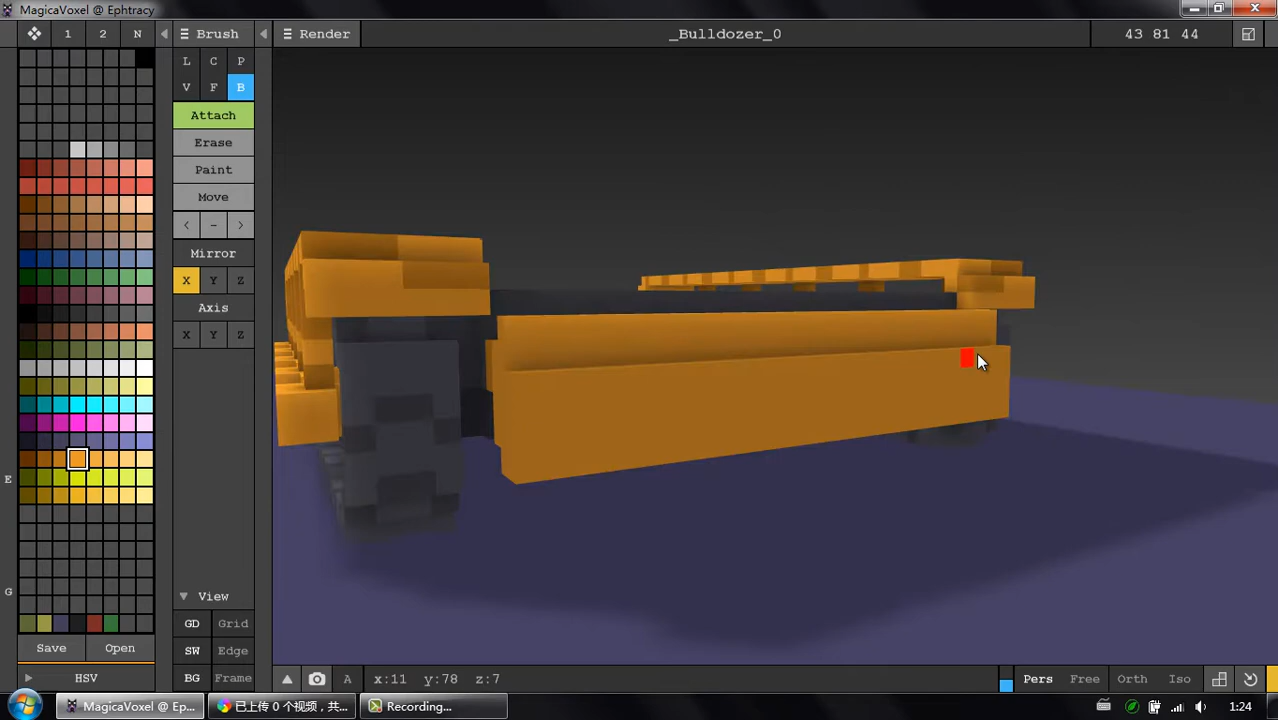 MagicaVoxel @ Ephtracy
1 2 N
Brush
Render
_Bulldozer_0
43 81 44
L C P
V F B
Attach
Erase
Paint
Move
< - >
Mirror
X Y Z
Axis
X Y Z
E
G
View
GD Grid
SW Edge
BG Frame
Save Open
HSV
A x:11 y:78 z:7
Pers Free Orth Iso
MagicaVoxel @ Ep...
已上传 0 个视频，共...
Recording...
1:24